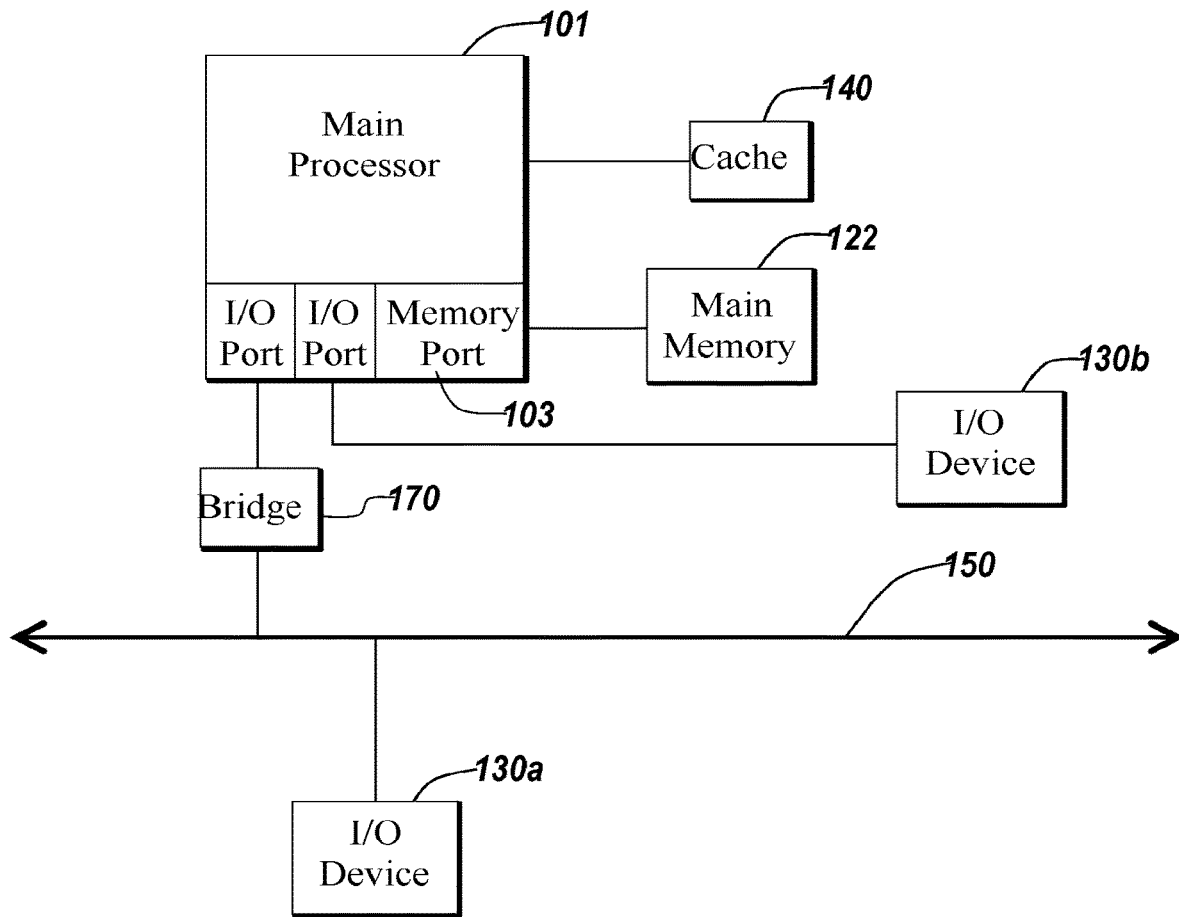 101
Main
Processor
140
Cache
122
Main
Memory
I/O
Port
I/O
Port
Memory
Port
103
130b
I/O
Device
Bridge
170
150
130a
I/O
Device